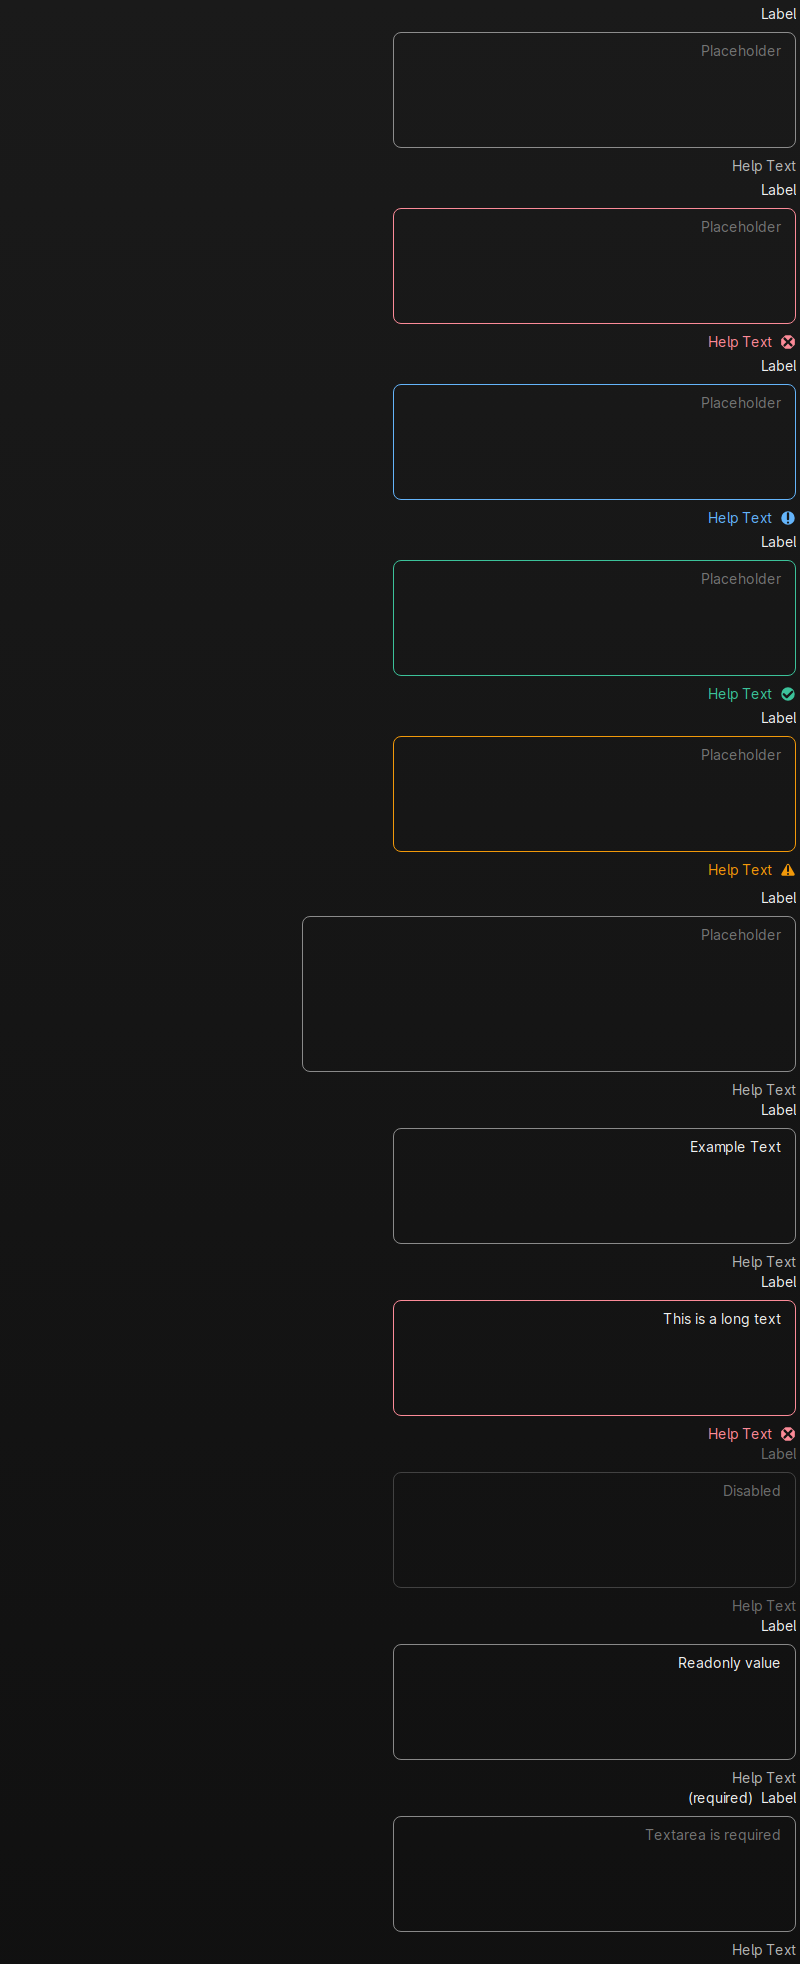 Label
Placeholder
Help Text
Label
Placeholder
Help Text
Label
Placeholder
Help Text
Label
Placeholder
Help Text
Label
Placeholder
Help Text
Label
Placeholder
Help Text
Label
Example Text
Help Text
Label
This is a long text
Help Text
Label
Disabled
Help Text
Label
Readonly value
Help Text
(required) Label
Textarea is required
Help Text